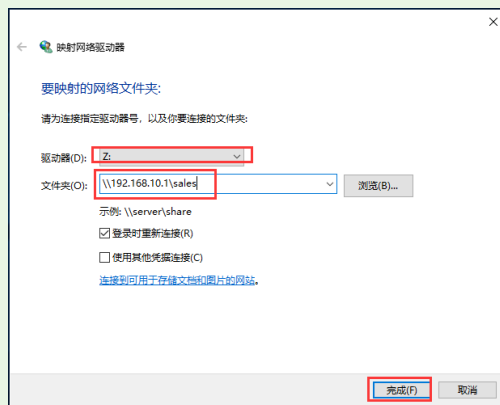 映射网络驱动器
要映射的网络文件夹:
请为连接指定驱动器号，以及你要连接的文件夹:
驱动器(D): Z:
文件夹(O): \\192.168.10.1\sales 浏览(B)...
示例: \\server\share
登录时重新连接(R)
使用其他凭据连接(C)
连接到可用于存储文档和图片的网站。
完成(F) 取消